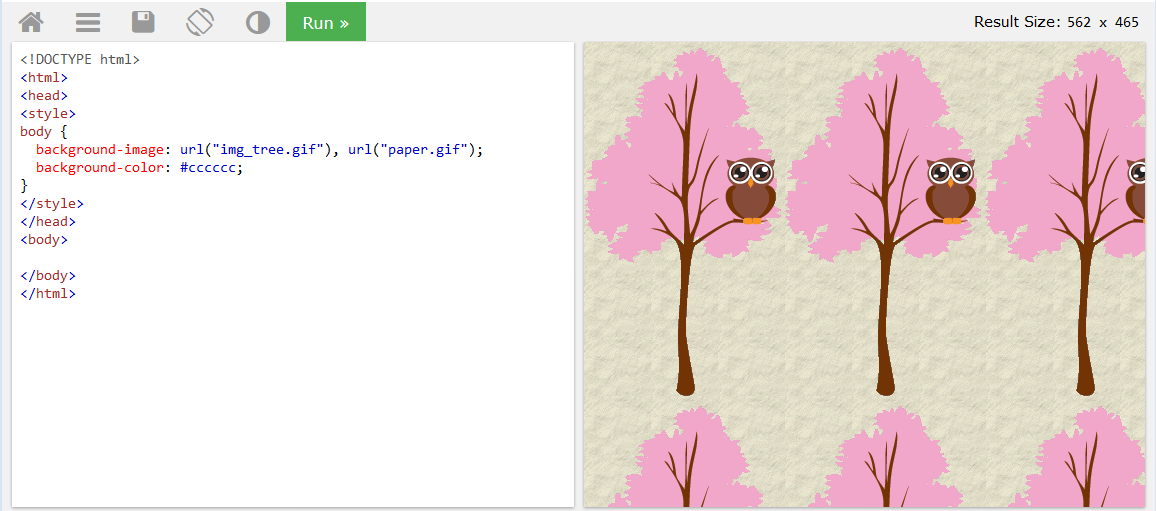 Run »
Result Size: 562 x 465
<!DOCTYPE html>
<html>
<head>
<style>
body {
  background-image: url("img_tree.gif"), url("paper.gif");
  background-color: #cccccc;
}
</style>
</head>
<body>

</body>
</html>